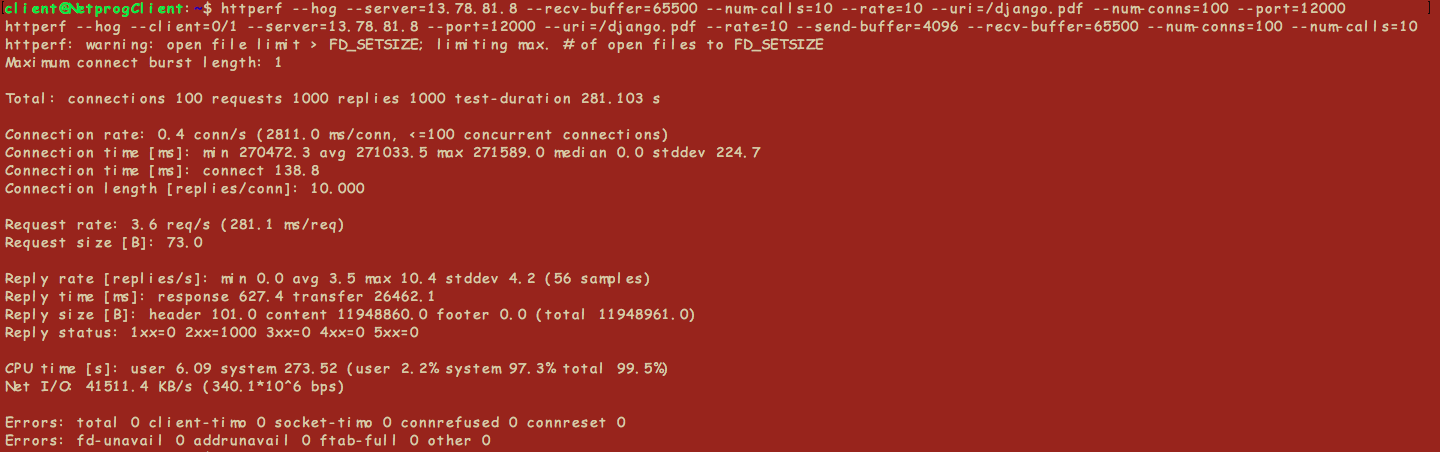 client@NetprogClient:~$ httperf --hog --server=13.78.81.8 --recv-buffer=65500 --num-calls=10 --rate=10 --uri=/django.pdf --num-conns=100 --port=12000
httperf --hog --client=0/1 --server=13.78.81.8 --port=12000 --uri=/django.pdf --rate=10 --send-buffer=4096 --recv-buffer=65500 --num-conns=100 --num-calls=10
httperf: warning: open file limit > FD_SETSIZE; limiting max. # of open files to FD_SETSIZE
Maximum connect burst length: 1
Total: connections 100 requests 1000 replies 1000 test-duration 281.103 s
Connection rate: 0.4 conn/s (2811.0 ms/conn, <=100 concurrent connections)
Connection time [ms]: min 270472.3 avg 271033.5 max 271589.0 median 0.0 stddev 224.7
Connection time [ms]: connect 138.8
Connection length [replies/conn]: 10.000
Request rate: 3.6 req/s (281.1 ms/req)
Request size [B]: 73.0
Reply rate [replies/s]: min 0.0 avg 3.5 max 10.4 stddev 4.2 (56 samples)
Reply time [ms]: response 627.4 transfer 26462.1
Reply size [B]: header 101.0 content 11948860.0 footer 0.0 (total 11948961.0)
Reply status: 1xx=0 2xx=1000 3xx=0 4xx=0 5xx=0
CPU time [s]: user 6.09 system 273.52 (user 2.2% system 97.3% total 99.5%)
Net I/O: 41511.4 KB/s (340.1*10^6 bps)
Errors: total 0 client-timo 0 socket-timo 0 connrefused 0 connreset 0
Errors: fd-unavail 0 addrunavail 0 ftab-full 0 other 0